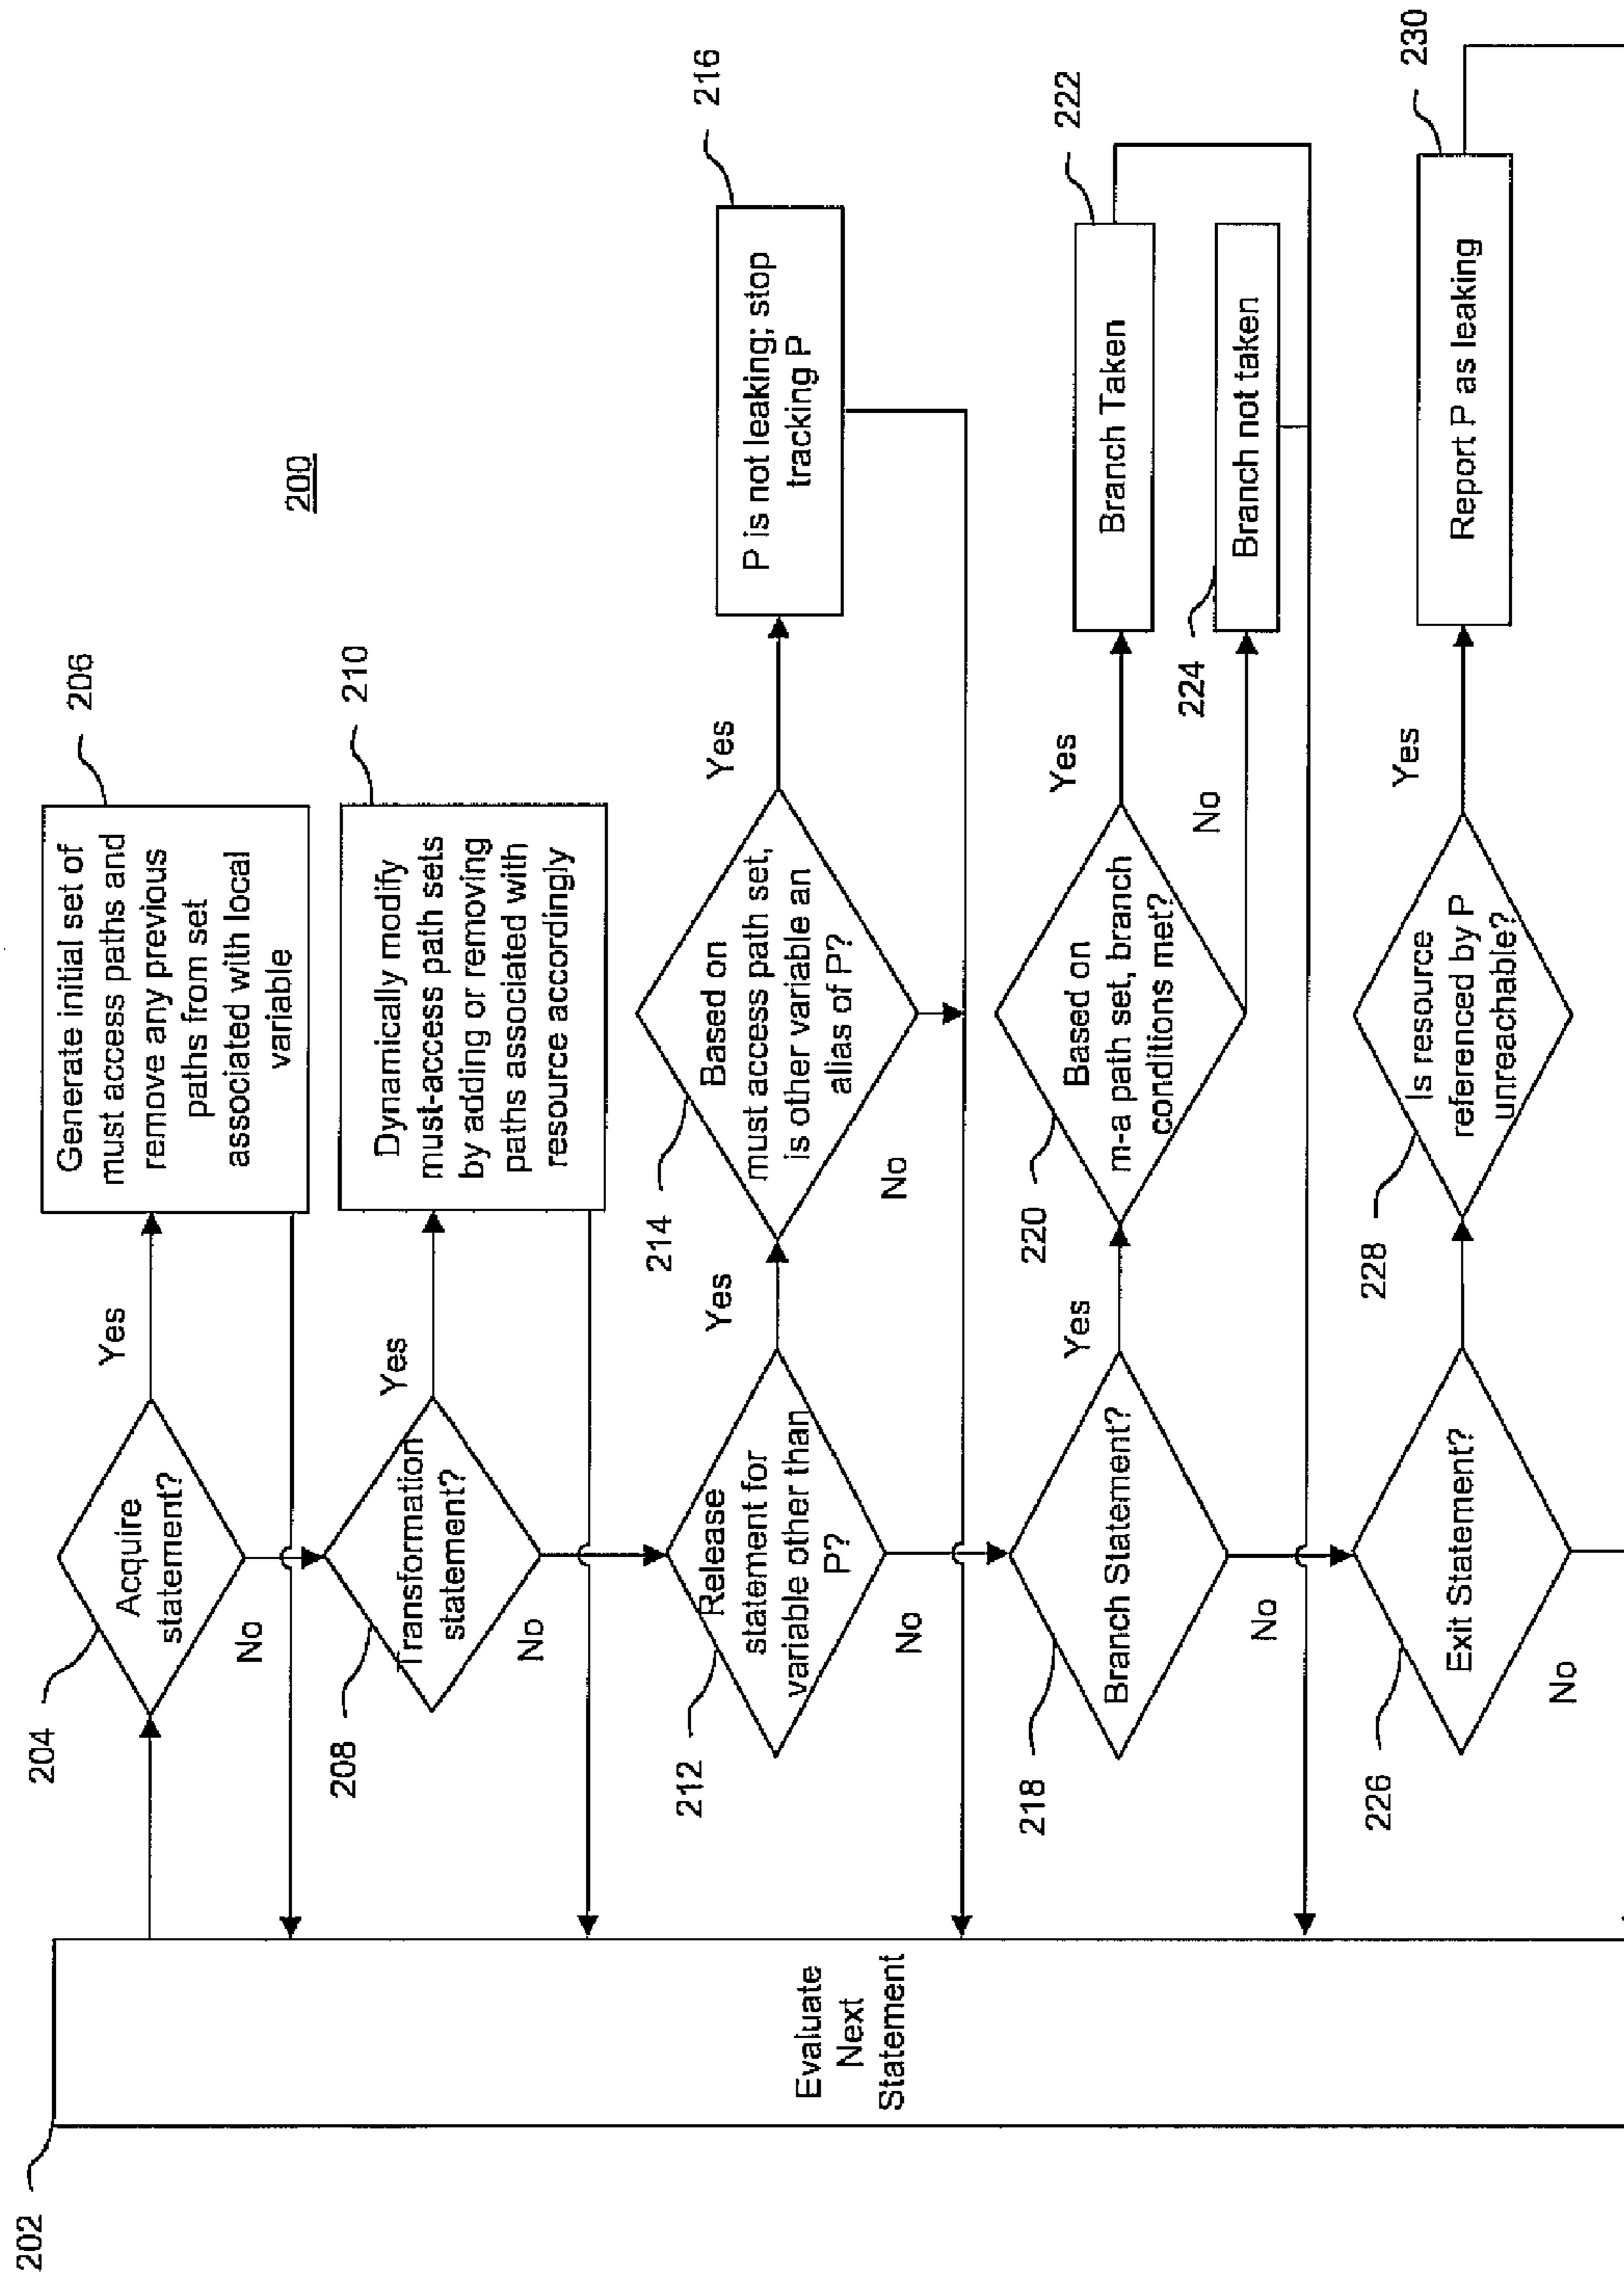 200
202
Evaluate
Next
Statement
204
Acquire
statement?
Yes
No
206
Generate initial set of
must access paths and
remove any previous
paths from set
associated with local
variable
208
Transformation
statement?
Yes
No
210
Dynamically modify
must-access path sets
by adding or removing
paths associated with
resource accordingly
212
Release
statement for
variable other than
P?
Yes
No
214
Based on
must access path set,
is other variable an
alias of P?
Yes
No
216
P is not leaking; stop
tracking P
218
Branch Statement?
Yes
No
220
Based on
m-a path set, branch
conditions met?
Yes
No
222
Branch Taken
224
Branch not taken
226
Exit Statement?
No
228
Is resource
referenced by P
unreachable?
Yes
230
Report P as leaking